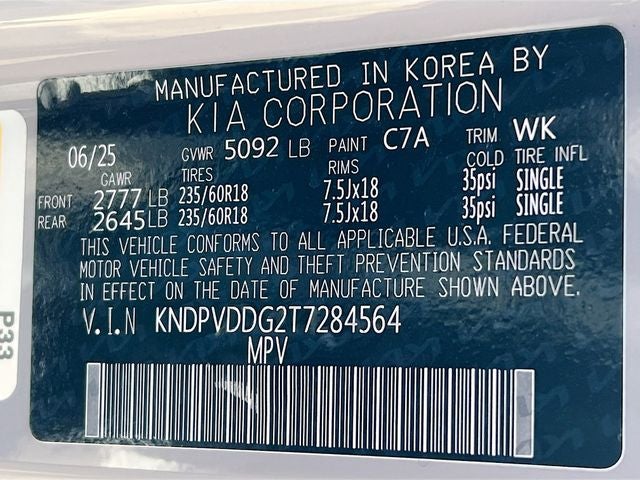 MANUFACTURED IN KOREA BY
KIA CORPORATION
06/25 GVWR 5092 LB PAINT C7A TRIM WK
GAWR TIRES RIMS COLD TIRE INFL
FRONT 2777 LB 235/60R18 7.5Jx18 35psi SINGLE
REAR 2645 LB 235/60R18 7.5Jx18 35psi SINGLE
THIS VEHICLE CONFORMS TO ALL APPLICABLE U.S.A. FEDERAL
MOTOR VEHICLE SAFETY AND THEFT PREVENTION STANDARDS
IN EFFECT ON THE DATE OF MANUFACTURE SHOWN ABOVE.
V.I.N KNDPVDDG2T7284564
MPV
P33